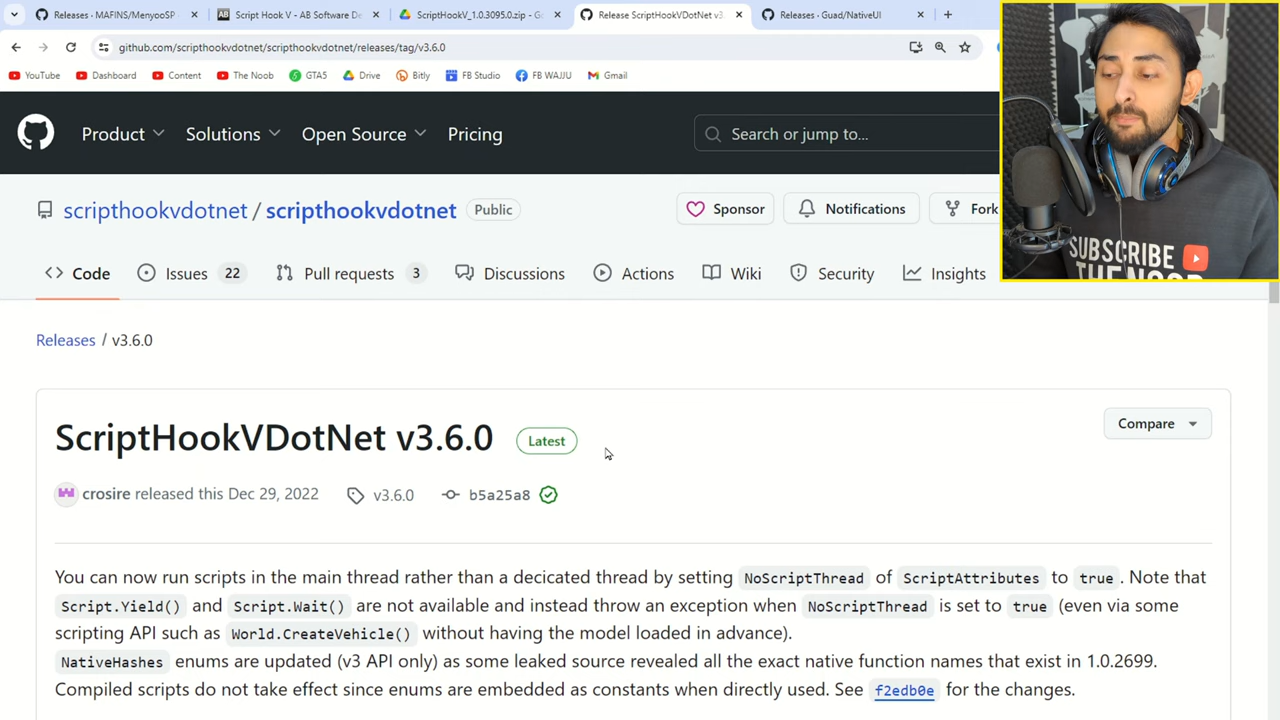 Releases · MAFINS/MenyooSP
Script Hook V - AB Software De
ScriptHookV_1.0.3095.0.zip - G
Release ScriptHookVDotNet v3.
Releases · Guad/NativeUI
github.com/scripthookvdotnet/scripthookvdotnet/releases/tag/v3.6.0
YouTube Dashboard Content The Noob GTA5 Drive Bitly FB Studio FB WAJJU Gmail
Product Solutions Open Source Pricing Search or jump to...
scripthookvdotnet / scripthookvdotnet Public Sponsor Notifications Fork
Code Issues 22 Pull requests 3 Discussions Actions Wiki Security Insights
Releases / v3.6.0
ScriptHookVDotNet v3.6.0 Latest Compare
crosire released this Dec 29, 2022 v3.6.0 b5a25a8
You can now run scripts in the main thread rather than a decicated thread by setting NoScriptThread of ScriptAttributes to true. Note that
Script.Yield() and Script.Wait() are not available and instead throw an exception when NoScriptThread is set to true (even via some
scripting API such as World.CreateVehicle() without having the model loaded in advance).
NativeHashes enums are updated (v3 API only) as some leaked source revealed all the exact native function names that exist in 1.0.2699.
Compiled scripts do not take effect since enums are embedded as constants when directly used. See f2edb0e for the changes.
SUBSCRIBE
THE NOOB